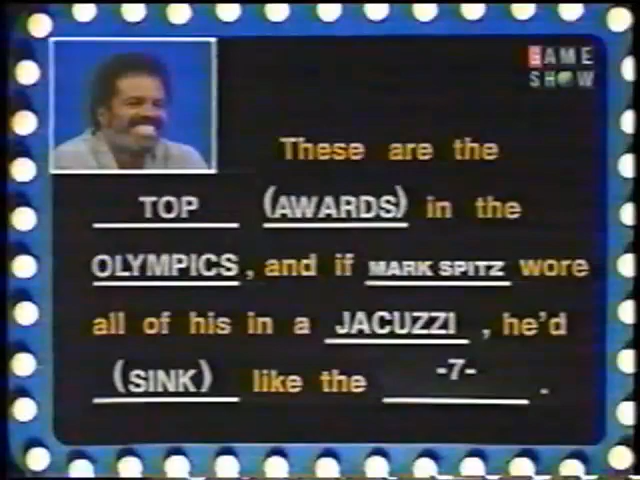 GAME
SHOW
These are the
TOP (AWARDS) in the
OLYMPICS, and if MARK SPITZ wore
all of his in a JACUZZI, he'd
(SINK) like the -7-.